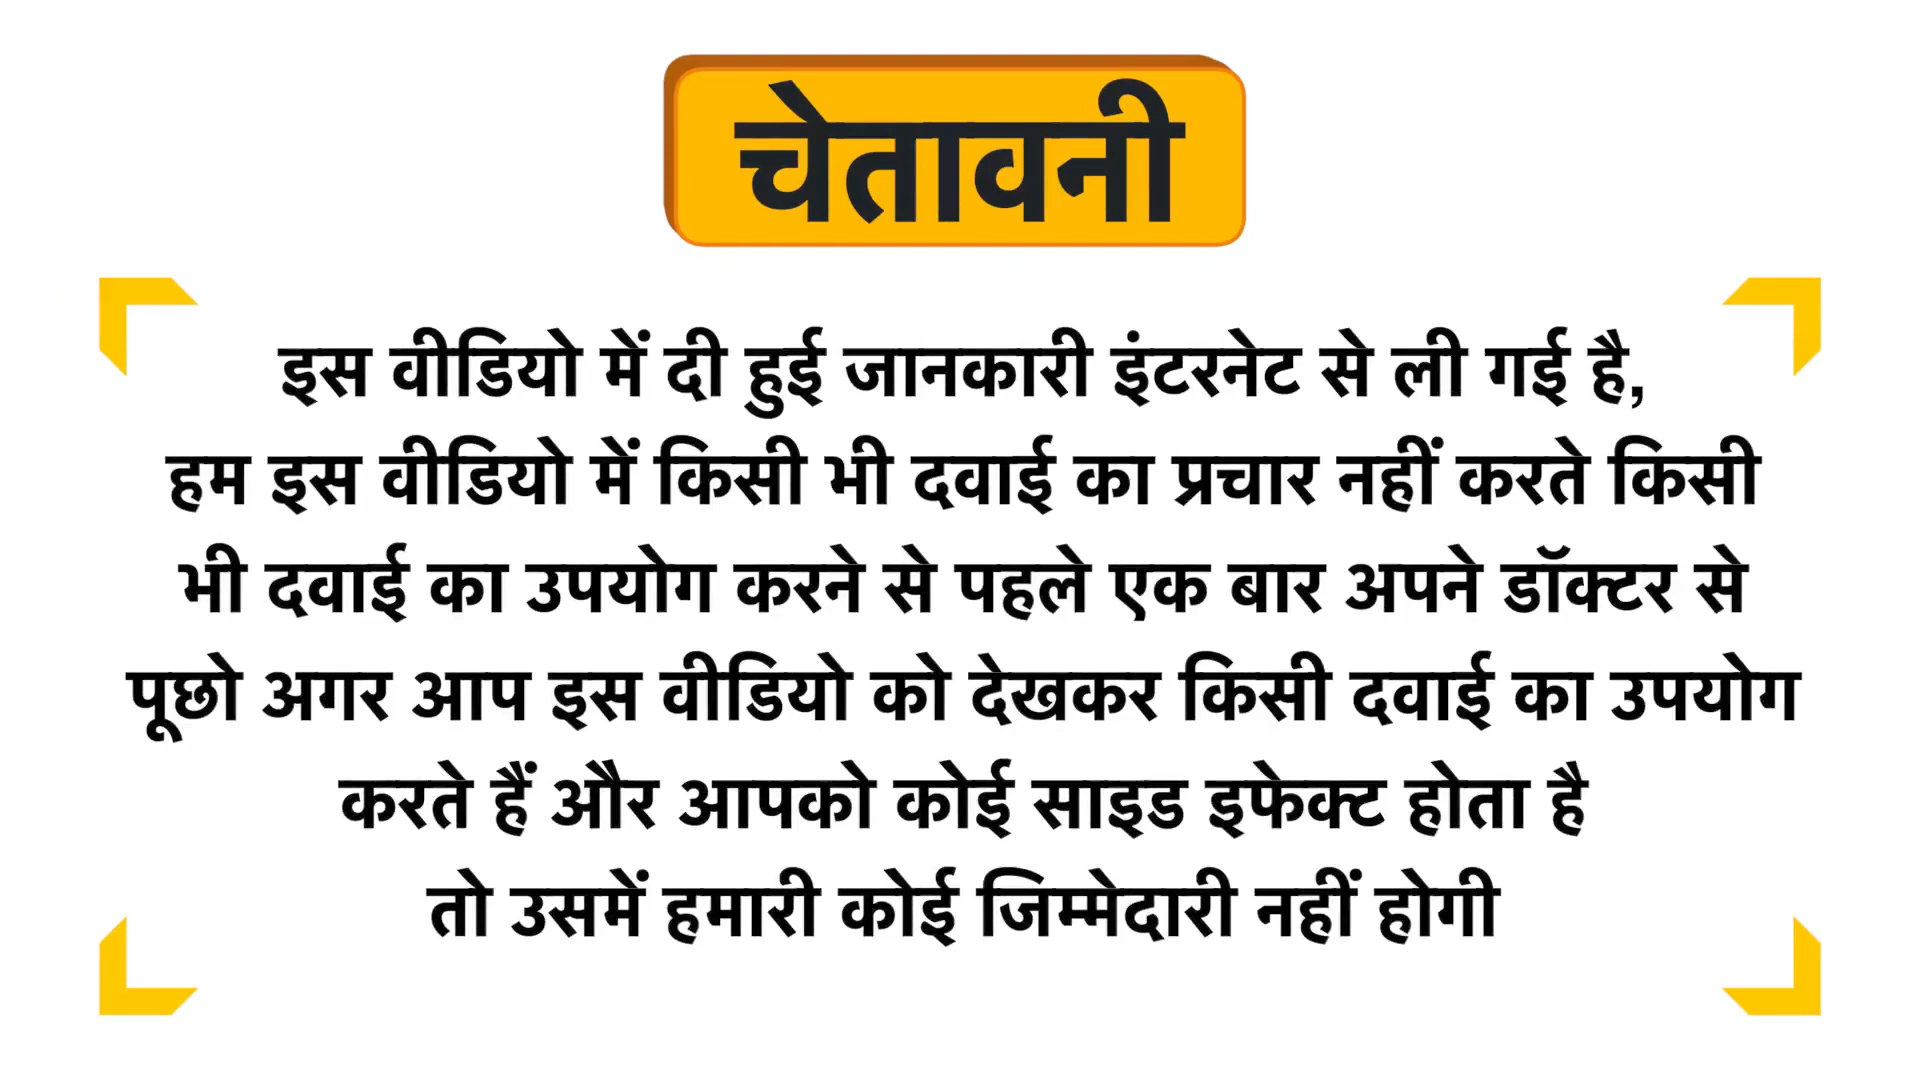 चेतावनी
इस वीडियो में दी हुई जानकारी इंटरनेट से ली गई है,
हम इस वीडियो में किसी भी दवाई का प्रचार नहीं करते किसी
भी दवाई का उपयोग करने से पहले एक बार अपने डॉक्टर से
पूछो अगर आप इस वीडियो को देखकर किसी दवाई का उपयोग
करते हैं और आपको कोई साइड इफेक्ट होता है
तो उसमें हमारी कोई जिम्मेदारी नहीं होगी